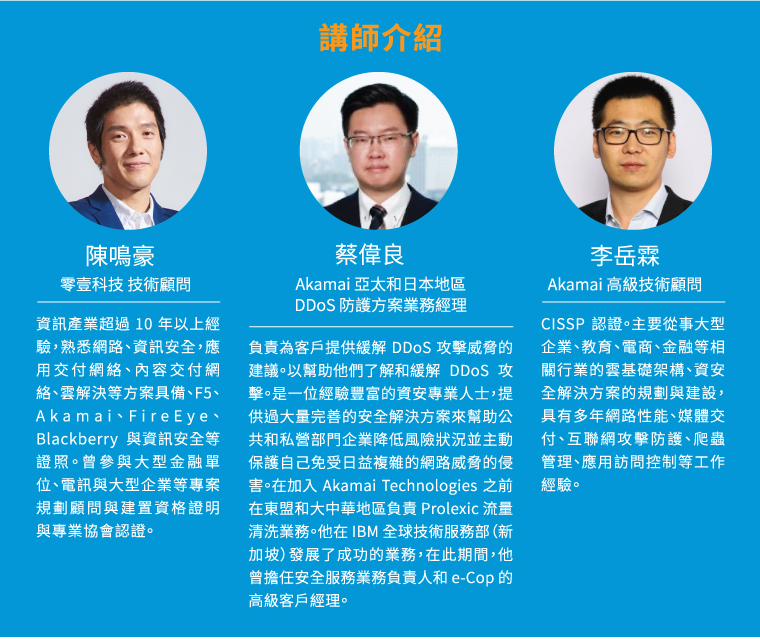 講師介紹
陳鳴豪
零壹科技 技術顧問
資訊產業超過 10 年以上經
驗，熟悉網路、資訊安全，應
用交付網絡、內容交付網
絡、雲解決等方案具備、F5、
Akamai、FireEye、
Blackberry 與資訊安全等
證照。曾參與大型金融單
位、電訊與大型企業等專案
規劃顧問與建置資格證明
與專業協會認證。
蔡偉良
Akamai 亞太和日本地區
DDoS 防護方案業務經理
負責為客戶提供緩解 DDoS 攻擊威脅的
建議。以幫助他們了解和緩解 DDoS 攻
擊。是一位經驗豐富的資安專業人士，提
供過大量完善的安全解決方案來幫助公
共和私營部門企業降低風險狀況並主動
保護自己免受日益複雜的網路威脅的侵
害。在加入 Akamai Technologies 之前
在東盟和大中華地區負責 Prolexic 流量
清洗業務。他在 IBM 全球技術服務部（新
加坡）發展了成功的業務，在此期間，他
曾擔任安全服務業務負責人和 e-Cop 的
高級客戶經理。
李岳霖
Akamai 高級技術顧問
CISSP 認證。主要從事大型
企業、教育、電商、金融等相
關行業的雲基礎架構、資安
全解決方案的規劃與建設，
具有多年網路性能、媒體交
付、互聯網攻擊防護、爬蟲
管理、應用訪問控制等工作
經驗。